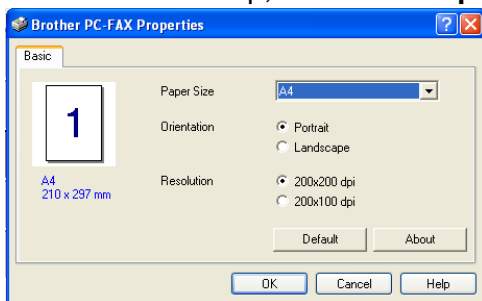 Brother PC-FAX Properties
Basic
1
A4
210 x 297 mm
Paper Size
A4
Orientation
Portrait
Landscape
Resolution
200x200 dpi
200x100 dpi
Default
About
OK
Cancel
Help